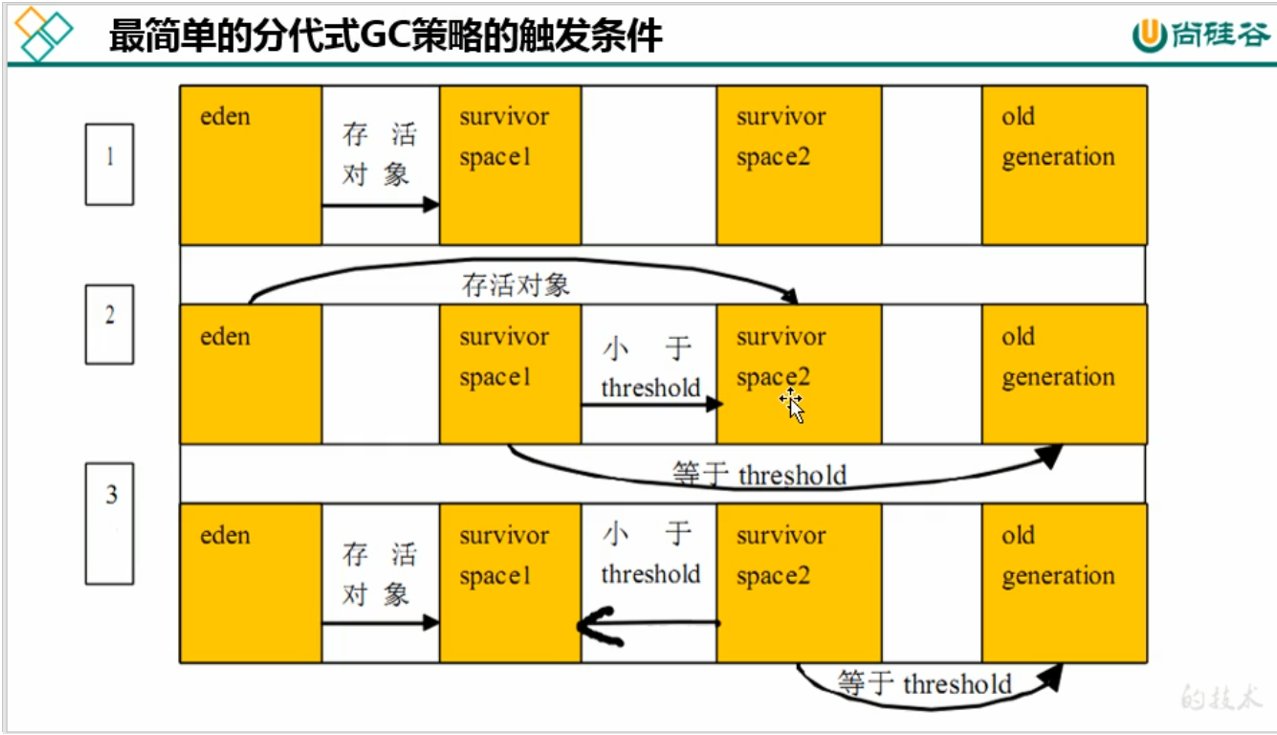 最简单的分代式GC策略的触发条件
尚硅谷
1
eden
存 活
对 象
survivor
space1
survivor
space2
old
generation
存活对象
2
eden
survivor
space1
小 于
threshold
survivor
space2
old
generation
等于 threshold
3
eden
存 活
对 象
survivor
space1
小 于
threshold
survivor
space2
old
generation
等于 threshold
的技术